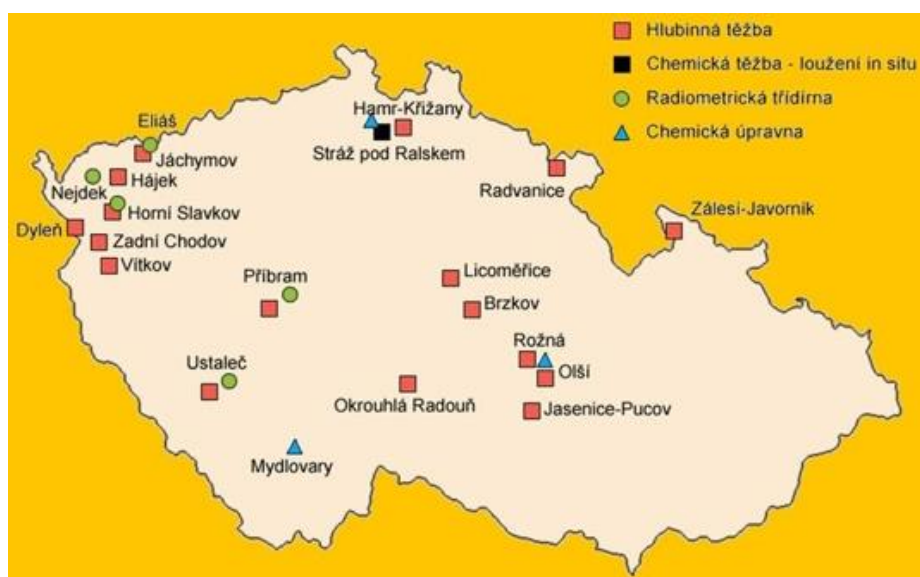 Hlubinná těžba
Chemická těžba - loužení in situ
Radiometrická třídírna
Chemická úpravna
Hamr-Křižany
Stráž pod Ralskem
Eliáš
Jáchymov
Nejdek
Hájek
Horní Slavkov
Dyleň
Zadní Chodov
Vítkov
Radvanice
Zálesí-Javorník
Příbram
Licoměřice
Brzkov
Ustaleč
Rožná
Olší
Okrouhlá Radouň
Jasenice-Pucov
Mydlovary